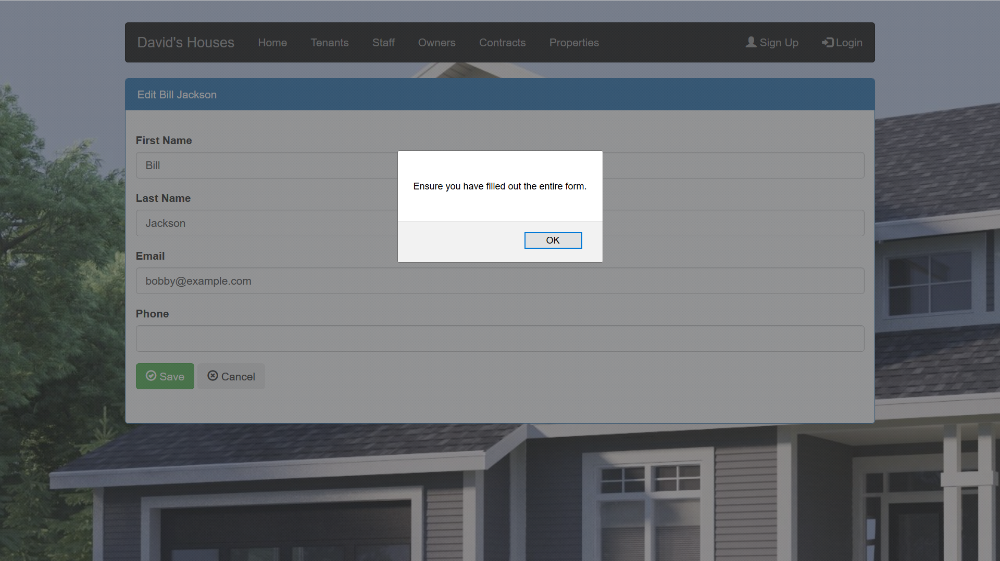 David's Houses Home Tenants Staff Owners Contracts Properties Sign Up Login
Edit Bill Jackson
First Name
Bill
Last Name
Jackson
Email
bobby@example.com
Phone
Save Cancel
Ensure you have filled out the entire form.
OK